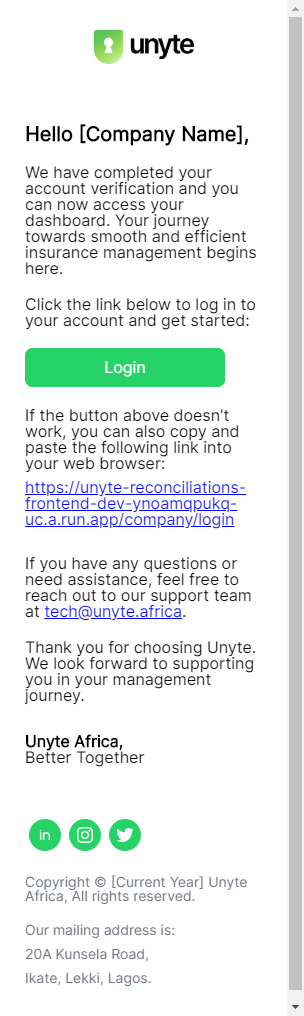 unyte
Hello [Company Name],
We have completed your
account verification and you
can now access your
dashboard. Your journey
towards smooth and efficient
insurance management begins
here.
Click the link below to log in to
your account and get started:
Login
If the button above doesn't
work, you can also copy and
paste the following link into
your web browser:
https://unyte-reconciliations-
frontend-dev-ynoamqpukq-
uc.a.run.app/company/login
If you have any questions or
need assistance, feel free to
reach out to our support team
at tech@unyte.africa.
Thank you for choosing Unyte.
We look forward to supporting
you in your management
journey.
Unyte Africa,
Better Together
in
Copyright © [Current Year] Unyte
Africa, All rights reserved.
Our mailing address is:
20A Kunsela Road,
Ikate, Lekki, Lagos.